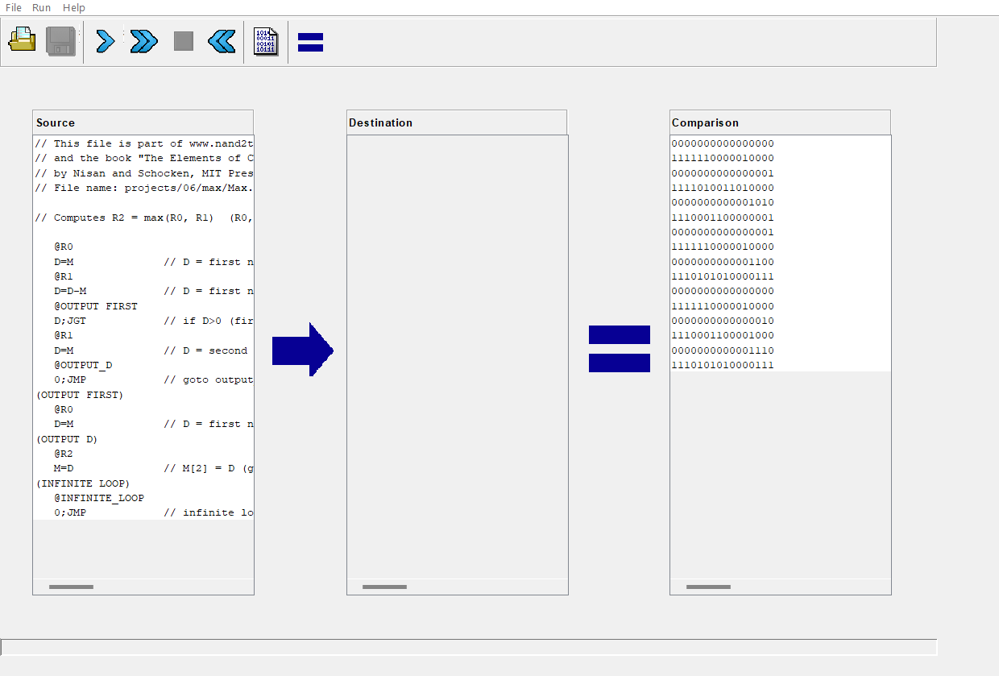 File Run Help
1010
00011
00101
10111
Source
// This file is part of www.nand2t
// and the book "The Elements of C
// by Nisan and Schocken, MIT Pres
// File name: projects/06/max/Max.
// Computes R2 = max(R0, R1)  (R0,
@R0
D=M // D = first n
@R1
D=D-M // D = first n
@OUTPUT FIRST
D;JGT // if D>0 (fir
@R1
D=M // D = second
@OUTPUT_D
0;JMP // goto output
(OUTPUT FIRST)
@R0
D=M // D = first n
(OUTPUT D)
@R2
M=D // M[2] = D (g
(INFINITE LOOP)
@INFINITE_LOOP
0;JMP // infinite lo
Destination
Comparison
0000000000000000
1111110000010000
0000000000000001
1111010011010000
0000000000001010
1110001100000001
0000000000000001
1111110000010000
0000000000001100
1110101010000111
0000000000000000
1111110000010000
0000000000000010
1110001100001000
0000000000001110
1110101010000111